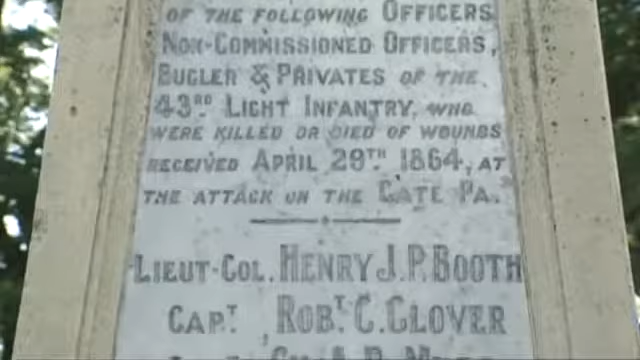 OF THE FOLLOWING OFFICERS
NON-COMMISSIONED OFFICERS,
BUGLER & PRIVATES OF THE
43RD LIGHT INFANTRY, WHO
WERE KILLED OR DIED OF WOUNDS
RECEIVED APRIL 29TH 1864, AT
THE ATTACK ON THE GATE PA.
LIEUT-COL. HENRY J.P. BOOTH
CAPT ROBT. C. GLOVER